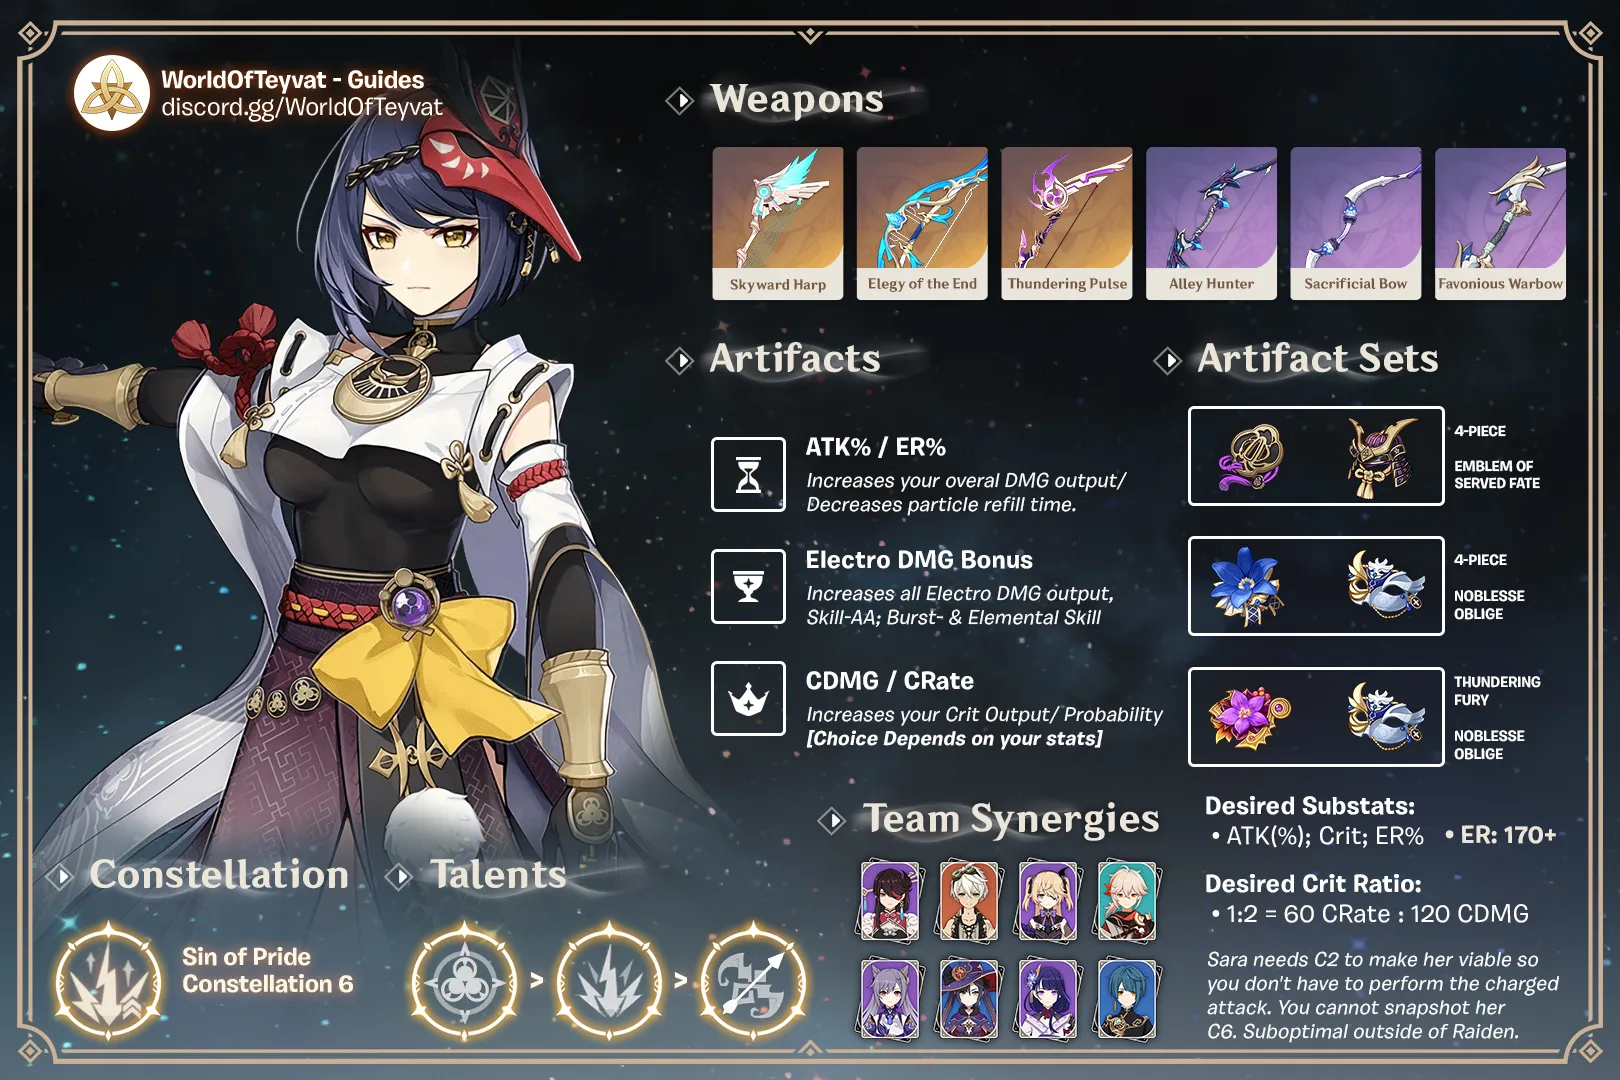 WorldOfTeyvat - Guides
discord.gg/WorldOfTeyvat
Weapons
Skyward Harp
Elegy of the End
Thundering Pulse
Alley Hunter
Sacrificial Bow
Favonious Warbow
Artifacts
ATK% / ER%
Increases your overal DMG output/
Decreases particle refill time.
Electro DMG Bonus
Increases all Electro DMG output,
Skill-AA; Burst- & Elemental Skill
CDMG / CRate
Increases your Crit Output/ Probability
[Choice Depends on your stats]
Artifact Sets
4-PIECE
EMBLEM OF
SERVED FATE
4-PIECE
NOBLESSE
OBLIGE
THUNDERING
FURY
NOBLESSE
OBLIGE
Desired Substats:
• ATK(%); Crit; ER% • ER: 170+
Desired Crit Ratio:
• 1:2 = 60 CRate : 120 CDMG
Sara needs C2 to make her viable so
you don't have to perform the charged
attack. You cannot snapshot her
C6. Suboptimal outside of Raiden.
Team Synergies
Constellation
Sin of Pride
Constellation 6
Talents
> >